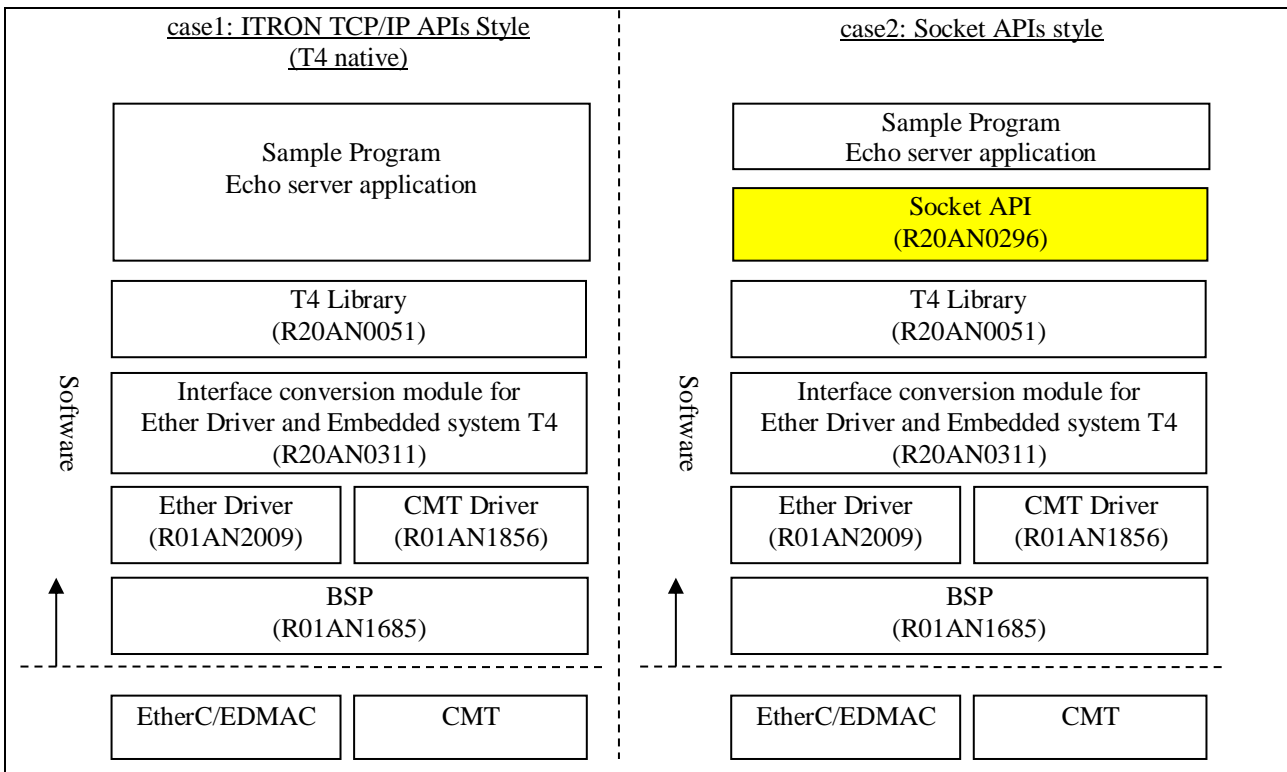 case1: ITRON TCP/IP APIs Style
(T4 native)
Sample Program
Echo server application
T4 Library
(R20AN0051)
Interface conversion module for
Ether Driver and Embedded system T4
(R20AN0311)
Ether Driver
(R01AN2009)
CMT Driver
(R01AN1856)
BSP
(R01AN1685)
Software
EtherC/EDMAC
CMT
case2: Socket APIs style
Sample Program
Echo server application
Socket API
(R20AN0296)
T4 Library
(R20AN0051)
Interface conversion module for
Ether Driver and Embedded system T4
(R20AN0311)
Ether Driver
(R01AN2009)
CMT Driver
(R01AN1856)
BSP
(R01AN1685)
Software
EtherC/EDMAC
CMT